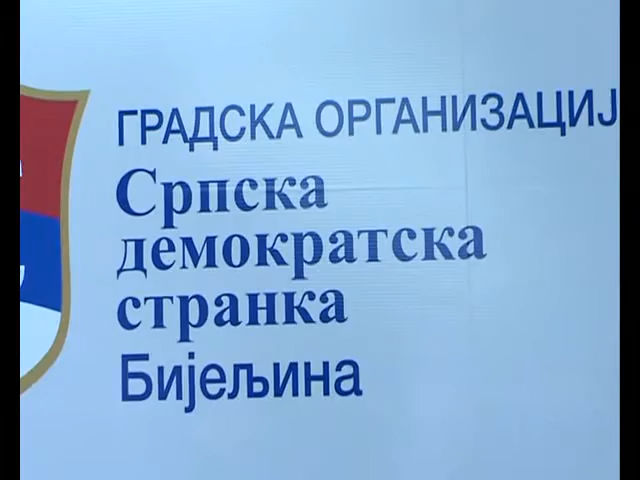 ГРАДСКА ОРГАНИЗАЦИЈ
Српска
демократска
странка
Бијељина